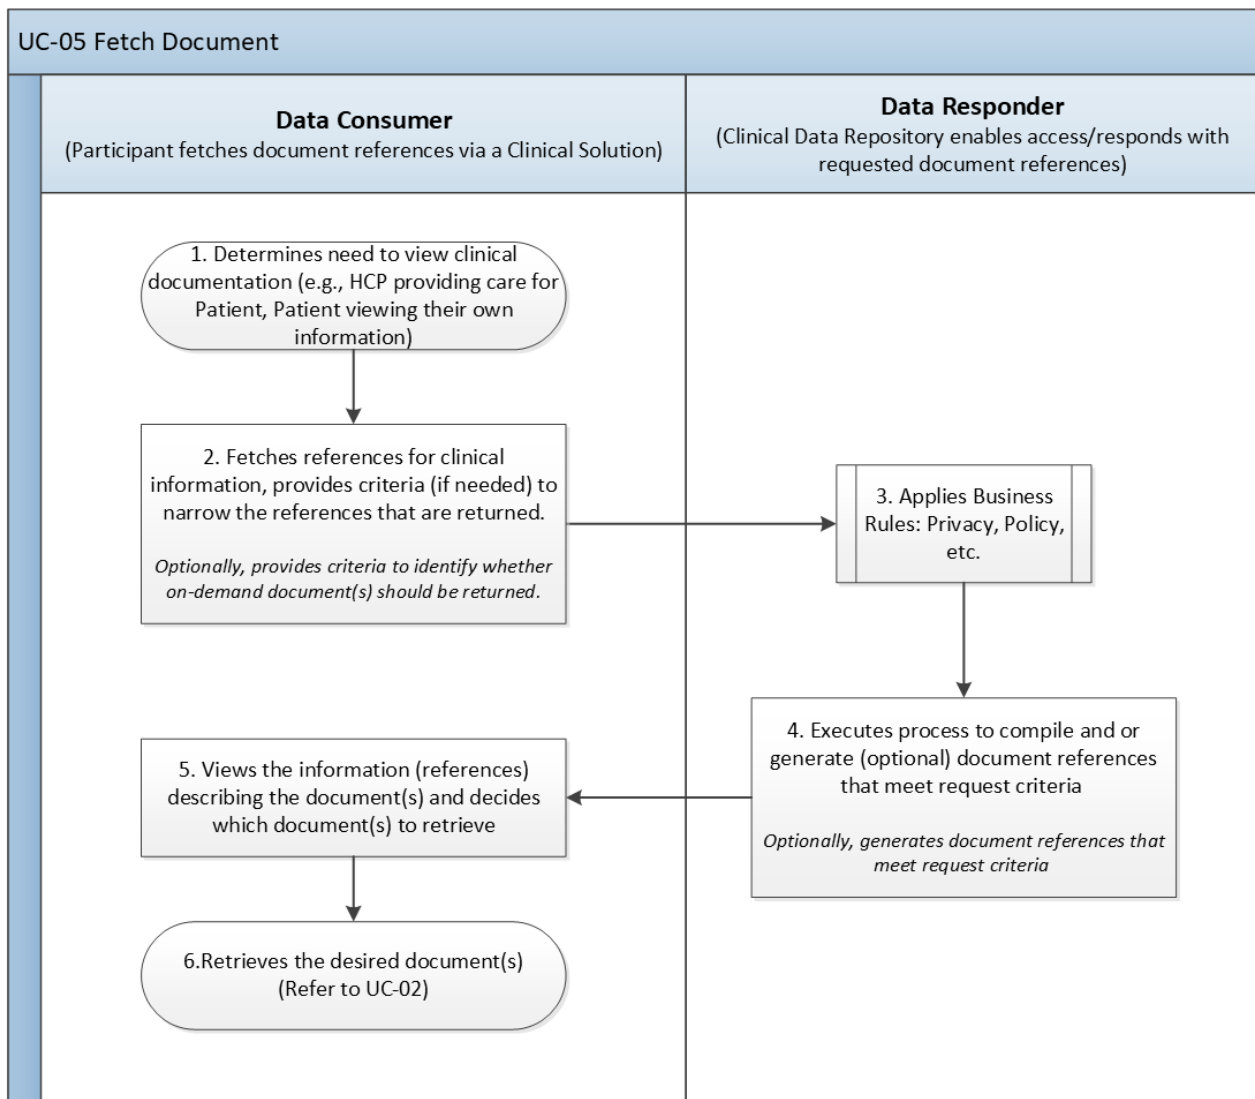 UC-05 Fetch Document
Data Consumer
(Participant fetches document references via a Clinical Solution)
Data Responder
(Clinical Data Repository enables access/responds with
requested document references)
1. Determines need to view clinical
documentation (e.g., HCP providing care for
Patient, Patient viewing their own
information)
2. Fetches references for clinical
information, provides criteria (if needed) to
narrow the references that are returned.
Optionally, provides criteria to identify whether
on-demand document(s) should be returned.
3. Applies Business
Rules: Privacy, Policy,
etc.
4. Executes process to compile and or
generate (optional) document references
that meet request criteria
Optionally, generates document references that
meet request criteria
5. Views the information (references)
describing the document(s) and decides
which document(s) to retrieve
6.Retrieves the desired document(s)
(Refer to UC-02)